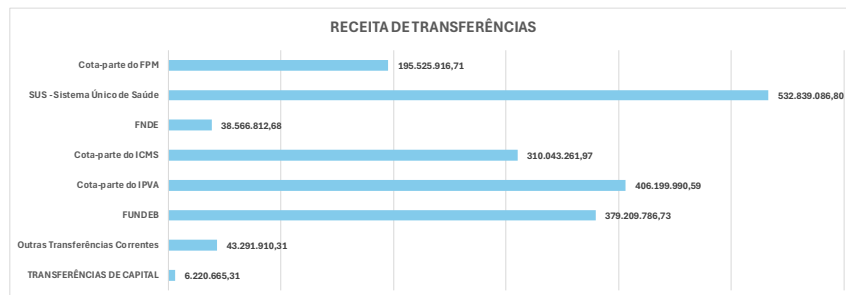 RECEITA DE TRANSFERÊNCIAS
Cota-parte do FPM 195.525.916,71
SUS - Sistema Único de Saúde 532.839.086,80
FNDE 38.566.812,68
Cota-parte do ICMS 310.043.261,97
Cota-parte do IPVA 406.199.990,59
FUNDEB 379.209.786,73
Outras Transferências Correntes 43.291.910,31
TRANSFERÊNCIAS DE CAPITAL 6.220.665,31